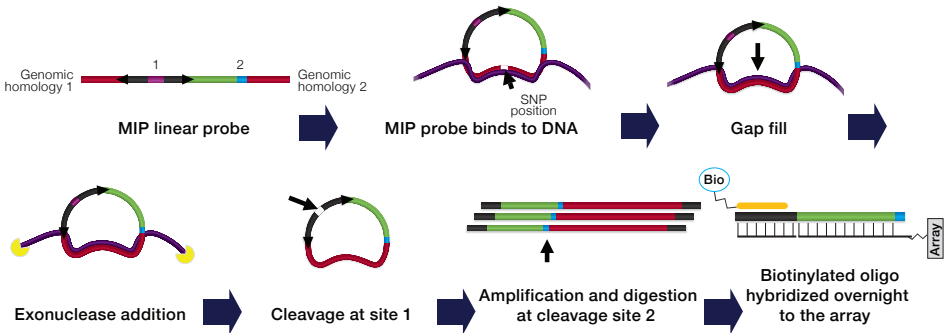 1
2
Genomic
homology 1
Genomic
homology 2
MIP linear probe
SNP
position
MIP probe binds to DNA
Gap fill
Exonuclease addition
Cleavage at site 1
Amplification and digestion
at cleavage site 2
Bio
Array
Biotinylated oligo
hybridized overnight
to the array